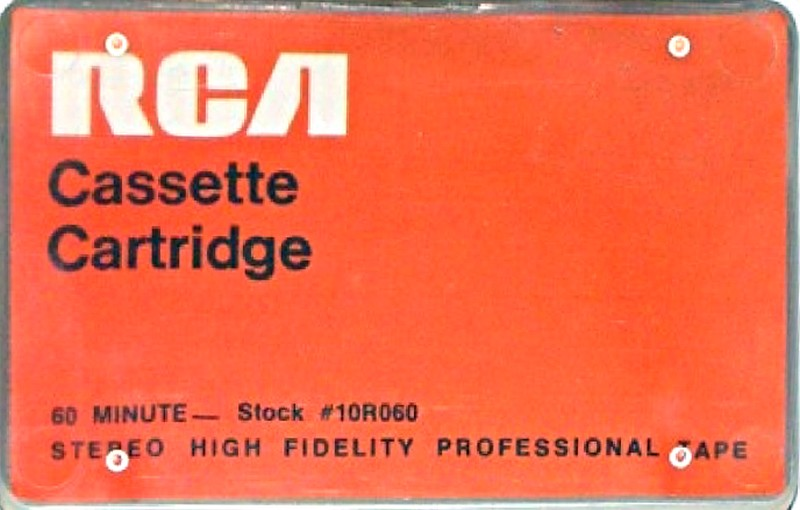 RCA
Cassette
Cartridge
60 MINUTE— Stock #10R060
STEREO HIGH FIDELITY PROFESSIONAL TAPE